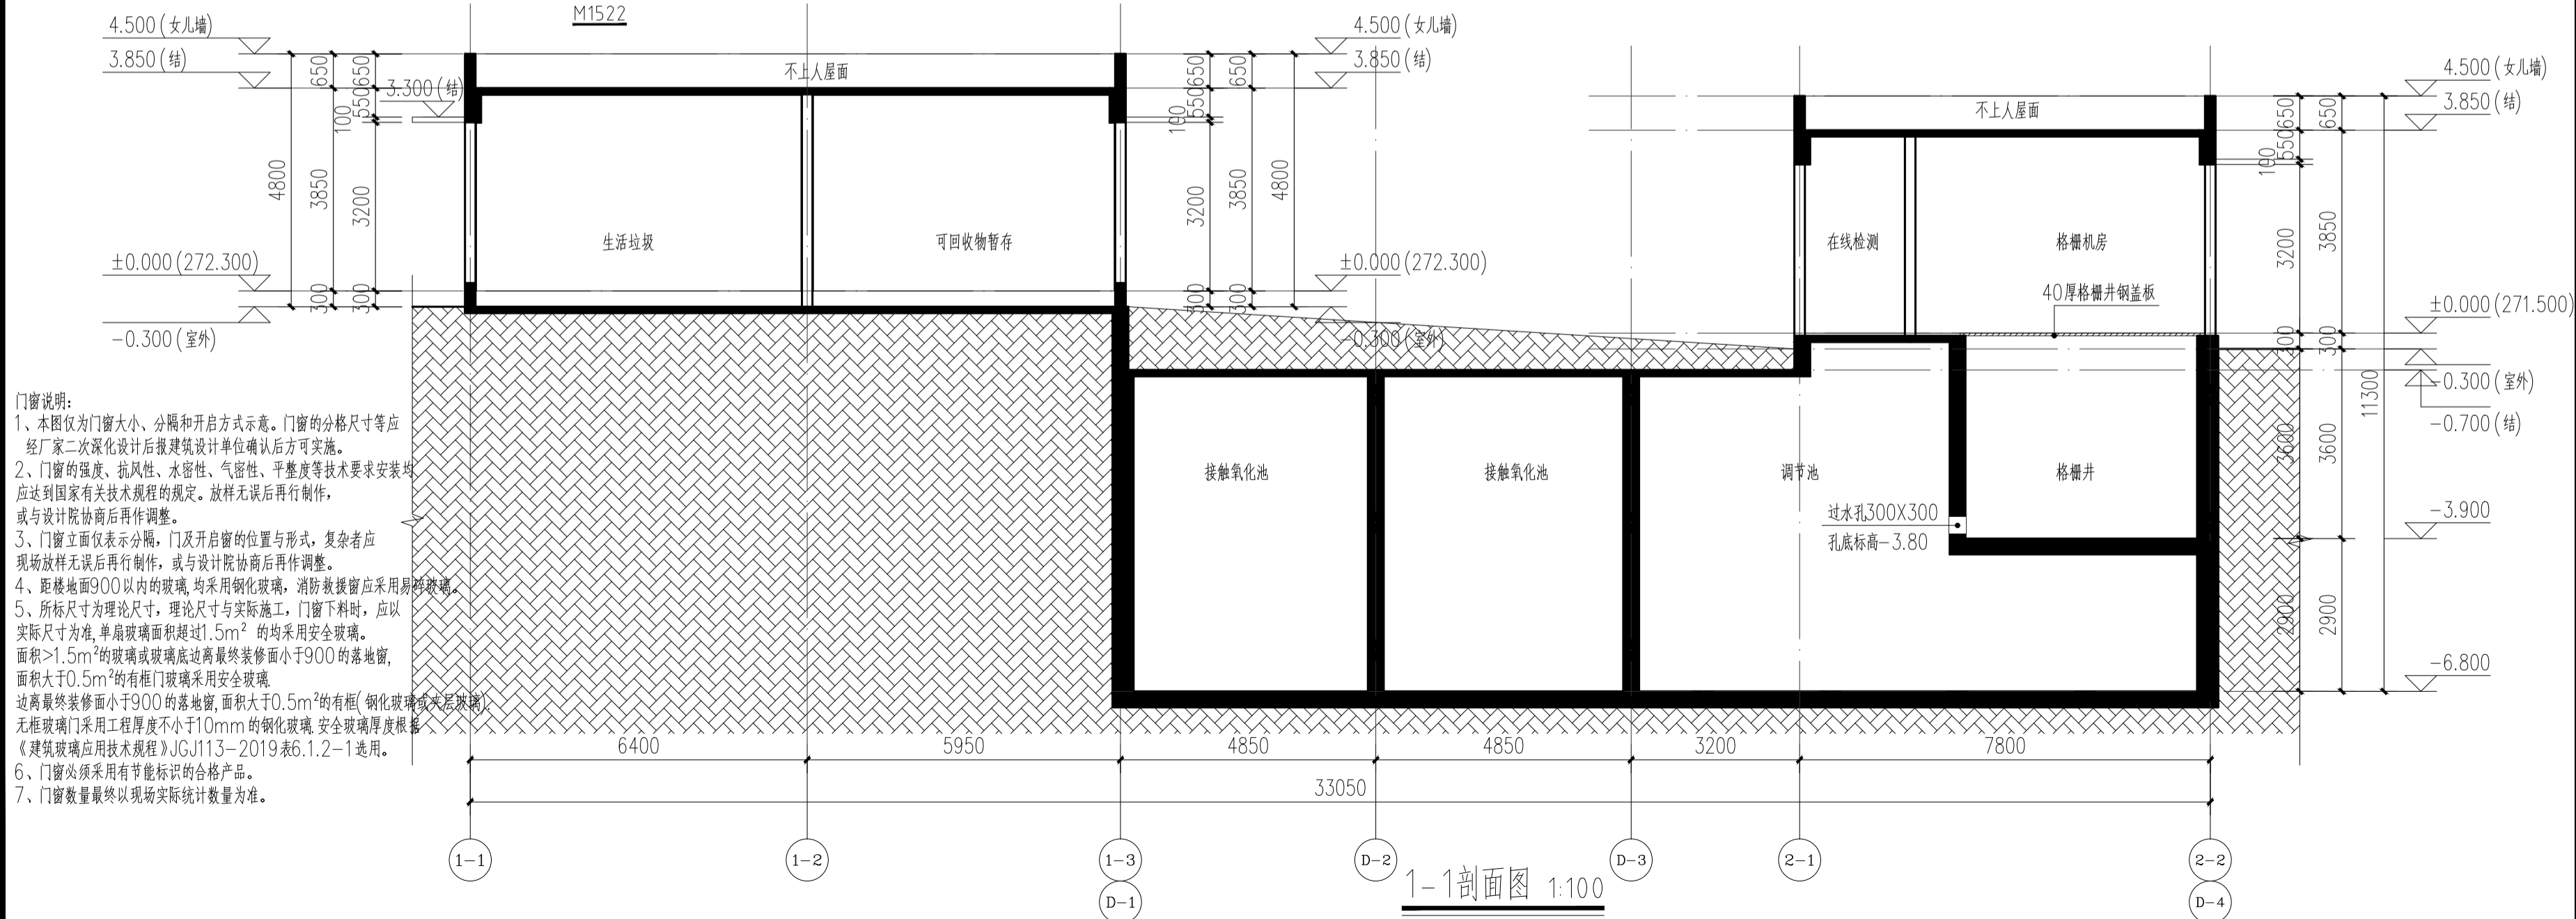 M1522
4.500(女儿墙)
3.850(结)
3.300(结)
650
650
550
100
4800
3850
3200
300
300
±0.000(272.300)
-0.300(室外)
不上人屋面
生活垃圾
可回收物暂存
650
650
550
100
3200
3850
4800
300
300
4.500(女儿墙)
3.850(结)
±0.000(272.300)
-0.300(室外)
不上人屋面
在线检测
格栅机房
40厚格栅井钢盖板
4.500(女儿墙)
3.850(结)
650
650
550
100
3200
3850
300
300
11300
3600
3600
2900
2900
±0.000(271.500)
-0.300(室外)
-0.700(结)
-3.900
-6.800
接触氧化池
接触氧化池
调节池
格栅井
过水孔300X300
孔底标高-3.80
门窗说明:
1、本图仅为门窗大小、分隔和开启方式示意。门窗的分格尺寸等应
经厂家二次深化设计后报建筑设计单位确认后方可实施。
2、门窗的强度、抗风性、水密性、气密性、平整度等技术要求安装均
应达到国家有关技术规程的规定。放样无误后再行制作，
或与设计院协商后再作调整。
3、门窗立面仅表示分隔，门及开启窗的位置与形式，复杂者应
现场放样无误后再行制作，或与设计院协商后再作调整。
4、距楼地面900以内的玻璃,均采用钢化玻璃，消防救援窗应采用易碎玻璃。
5、所标尺寸为理论尺寸，理论尺寸与实际施工，门窗下料时，应以
实际尺寸为准,单扇玻璃面积超过1.5m² 的均采用安全玻璃。
面积>1.5m²的玻璃或玻璃底边离最终装修面小于900的落地窗,
面积大于0.5m²的有框门玻璃采用安全玻璃.
边离最终装修面小于900的落地窗,面积大于0.5m²的有框(钢化玻璃或夹层玻璃).
无框玻璃门采用工程厚度不小于10mm的钢化玻璃.安全玻璃厚度根据
《建筑玻璃应用技术规程》JGJ113-2019表6.1.2-1选用。
6、门窗必须采用有节能标识的合格产品。
7、门窗数量最终以现场实际统计数量为准。
6400
5950
4850
4850
3200
7800
33050
1-1
1-2
1-3
D-1
D-2
D-3
2-1
2-2
D-4
1-1剖面图 1:100